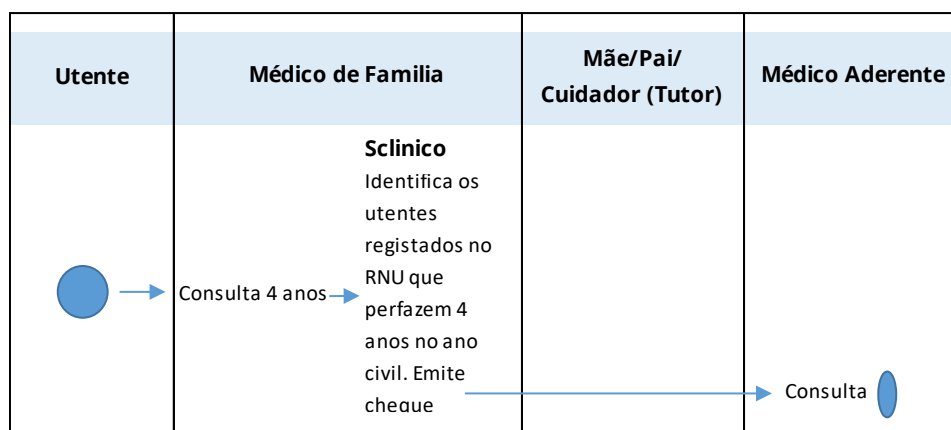 Utente
Médico de Familia
Mãe/Pai/
Cuidador (Tutor)
Médico Aderente
Consulta 4 anos
Sclinico
Identifica os
utentes
registados no
RNU que
perfazem 4
anos no ano
civil. Emite
cheque
Consulta